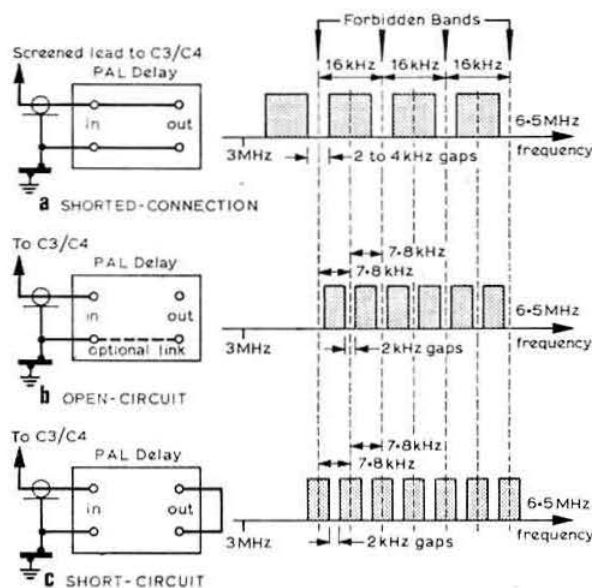 Forbidden Bands
Screened lead to C3/C4
PAL Delay
16kHz 16kHz 16kHz
in out
3MHz
2 to 4kHz gaps
6·5MHz
frequency
a SHORTED-CONNECTION
To C3/C4
PAL Delay
7·8kHz
7·8kHz
in out
optional link
3MHz
2kHz gaps
6·5MHz
frequency
b OPEN-CIRCUIT
To C3/C4
PAL Delay
7·8kHz
7·8kHz
in out
3MHz
2kHz gaps
6·5MHz
frequency
c SHORT-CIRCUIT